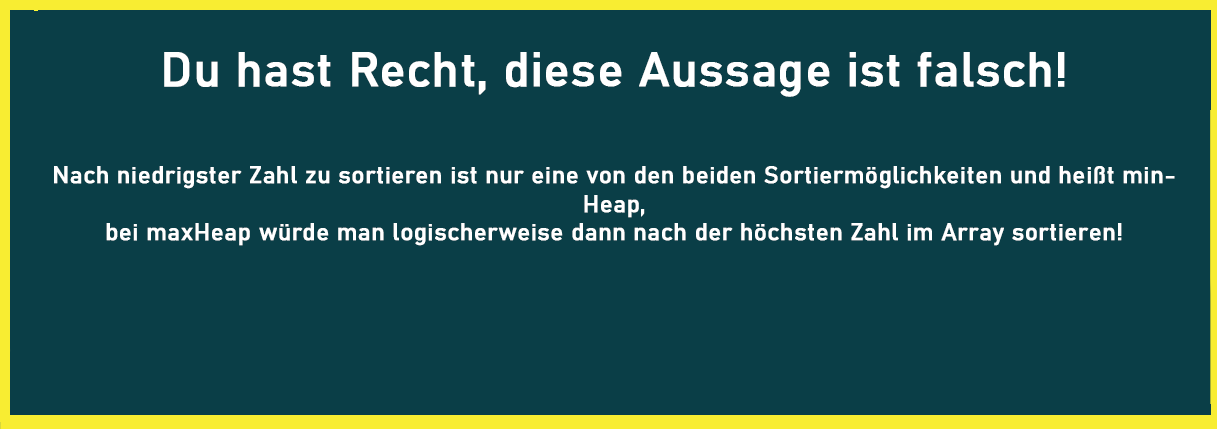 Du hast Recht, diese Aussage ist falsch!
Nach niedrigster Zahl zu sortieren ist nur eine von den beiden Sortiermöglichkeiten und heißt min-
Heap,
bei maxHeap würde man logischerweise dann nach der höchsten Zahl im Array sortieren!